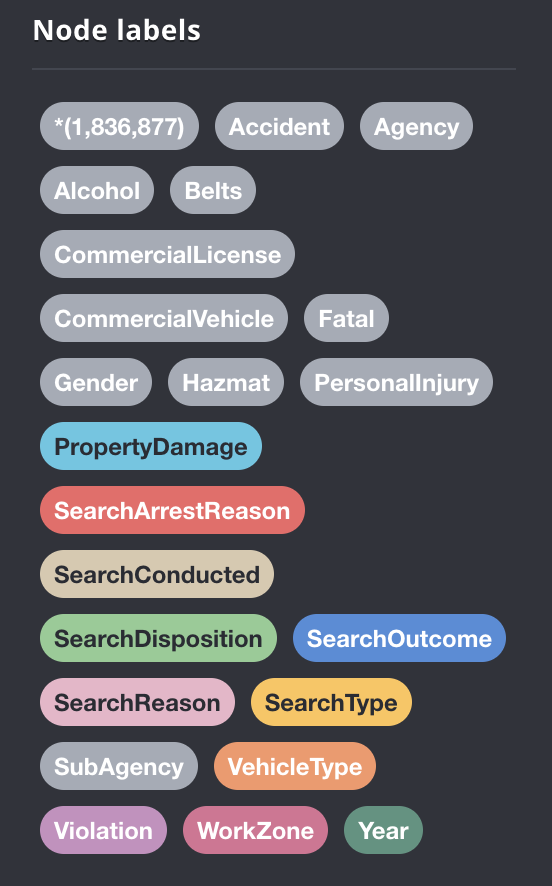 Node labels
*(1,836,877) Accident Agency
Alcohol Belts
CommercialLicense
CommercialVehicle Fatal
Gender Hazmat PersonalInjury
PropertyDamage
SearchArrestReason
SearchConducted
SearchDisposition SearchOutcome
SearchReason SearchType
SubAgency VehicleType
Violation WorkZone Year